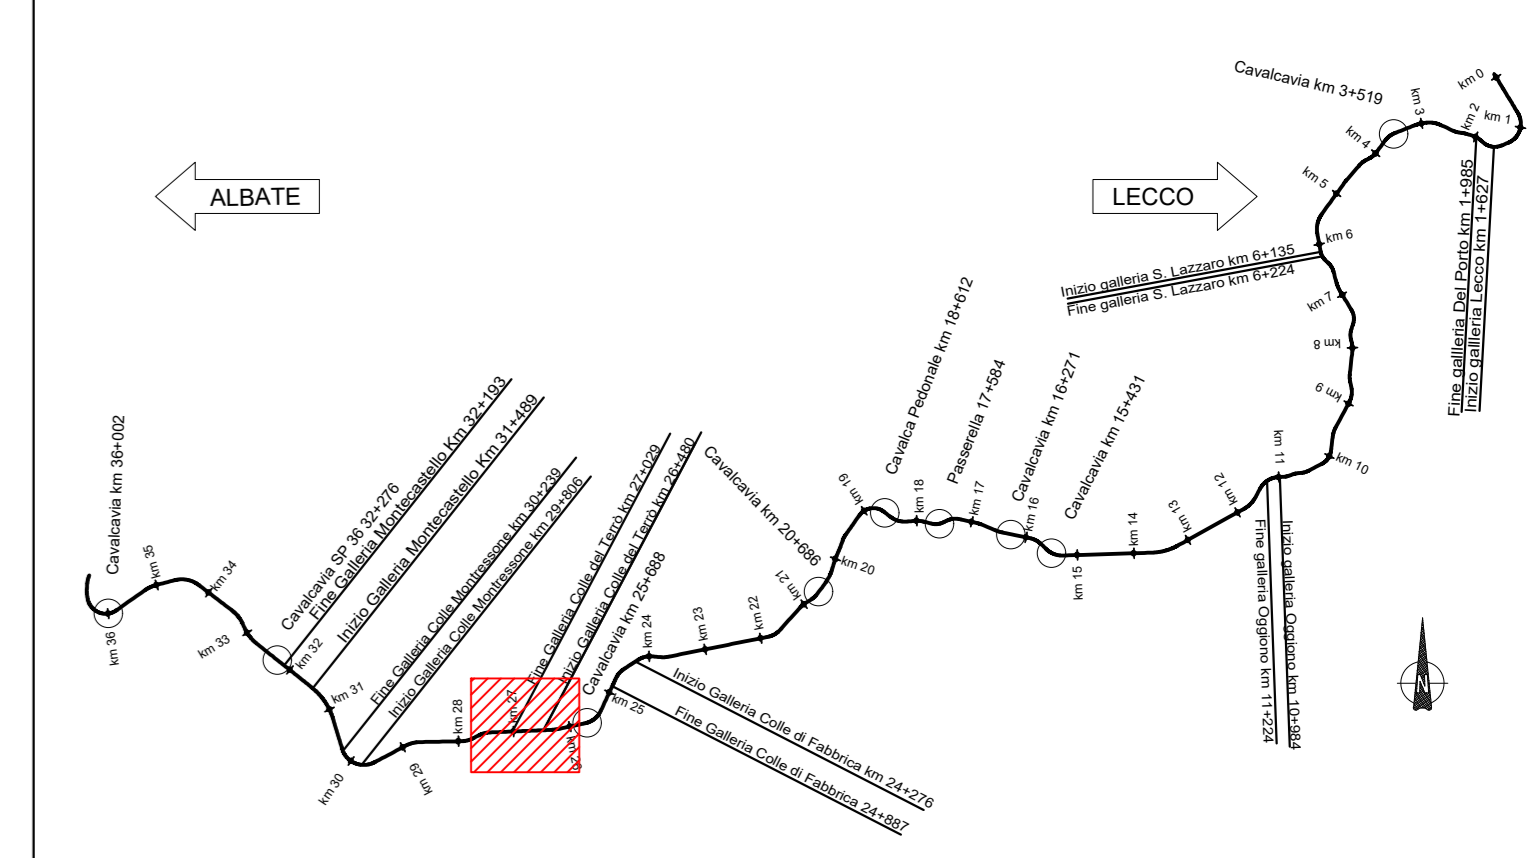 ALBATE
LECCO
km 0
km 1
km 2
km 3
Cavalcavia km 3+519
km 4
km 5
km 6
km 7
km 8
km 9
km 10
km 11
km 12
km 13
km 14
km 15
km 16
km 17
km 18
km 19
km 20
km 21
km 22
km 23
km 24
km 25
km 26
km 27
km 28
km 29
km 30
km 31
km 32
km 33
km 34
km 35
km 36
Fine gallleria Del Porto km 1+985
Inizio gallleria Lecco km 1+627
Inizio galleria S. Lazzaro km 6+135
Fine galleria S. Lazzaro km 6+224
Inizio galleria Oggiono km 10+984
Fine galleria Oggiono km 11+224
Cavalcavia km 15+431
Cavalcavia km 16+271
Passerella 17+584
Cavalca Pedonale km 18+612
Cavalcavia km 20+686
Inizio Galleria Colle di Fabbrica km 24+276
Fine Galleria Colle di Fabbrica 24+887
Cavalcavia km 25+688
Inizio Galleria Colle del Terrò km 26+480
Fine Galleria Colle del Terrò km 27+029
Inizio Galleria Colle Montressone km 29+806
Fine Galleria Colle Montressone km 30+239
Inizio Galleria Montecastello Km 31+489
Fine Galleria Montecastello Km 32+193
Cavalcavia SP 36 32+276
Cavalcavia km 36+002
N